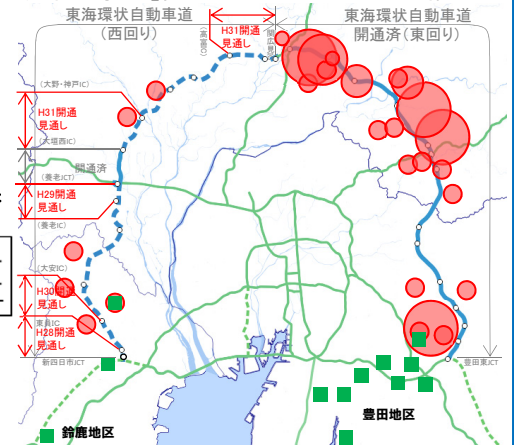 東海環状自動車道
(西回り)
東海環状自動車道
開通済(東回り)
H31開通
見通し
(高富IC)
(大野・神戸IC)
H31開通
見通し
(大垣西IC)
開通済
(養老JCT)
H29開通
見通し
(養老IC)
(大安IC)
H30開通
見通し
東員IC
H28開通
見通し
新四日市JCT
豊田東JCT
豊田地区
鈴鹿地区